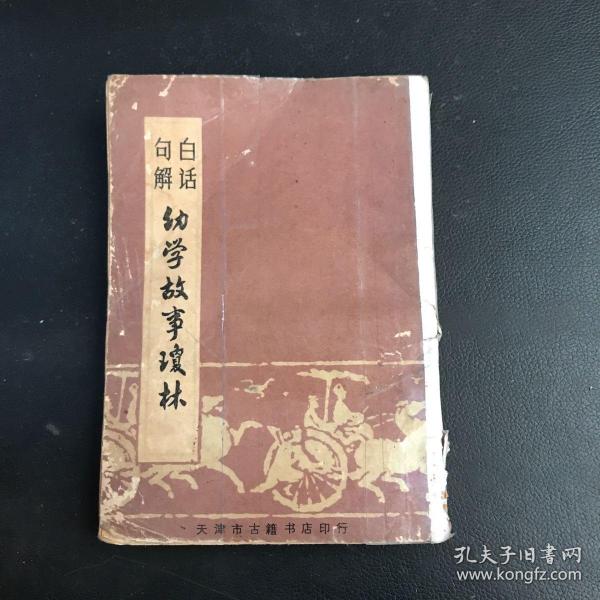 白话
句解
幼学故事琼林
天津市古籍书店印行
孔夫子旧书网
www.kongfz.com